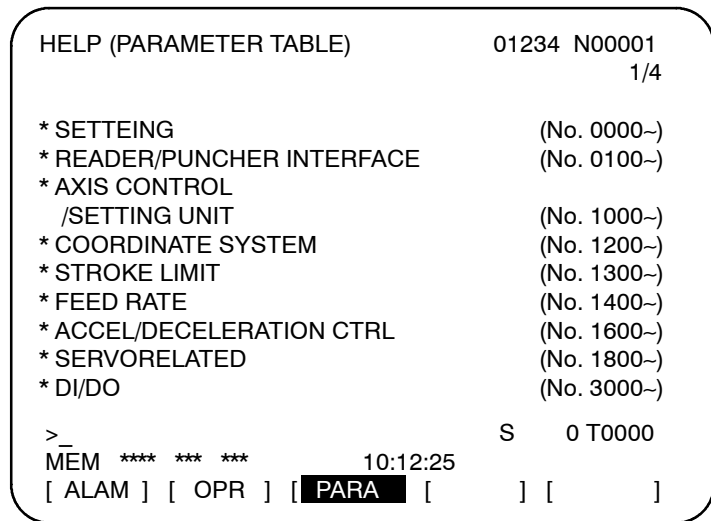 HELP (PARAMETER TABLE) 01234 N00001
1/4
* SETTEING (No. 0000~)
* READER/PUNCHER INTERFACE (No. 0100~)
* AXIS CONTROL
/SETTING UNIT (No. 1000~)
* COORDINATE SYSTEM (No. 1200~)
* STROKE LIMIT (No. 1300~)
* FEED RATE (No. 1400~)
* ACCEL/DECELERATION CTRL (No. 1600~)
* SERVORELATED (No. 1800~)
* DI/DO (No. 3000~)
>_ S 0 T0000
MEM **** *** *** 10:12:25
[ ALAM ] [ OPR ] [ PARA [ ] [ ]